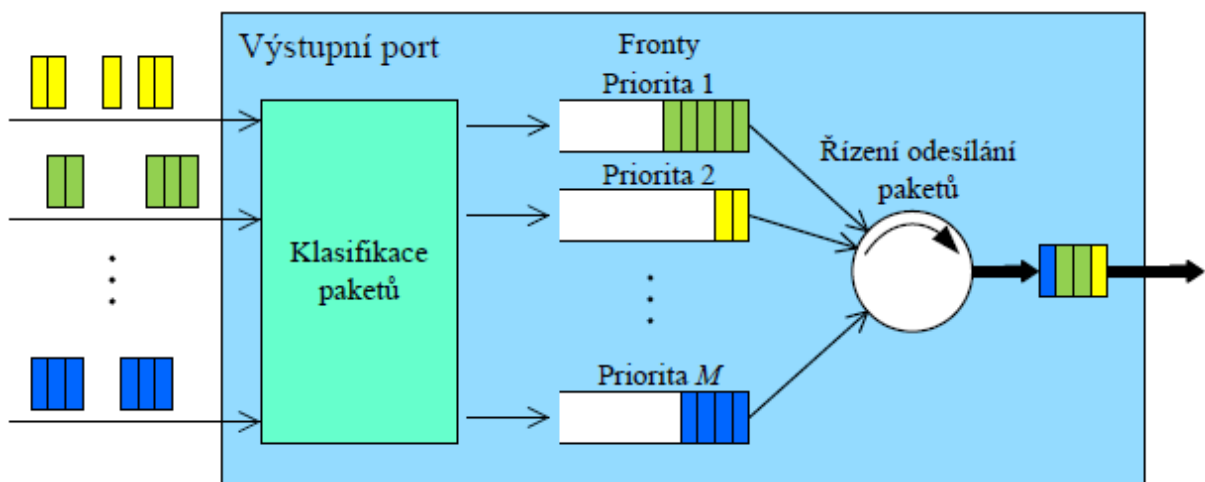 Výstupní port
Fronty
Priorita 1
Řízení odesílání
paketů
Priorita 2
Klasifikace
paketů
Priorita M